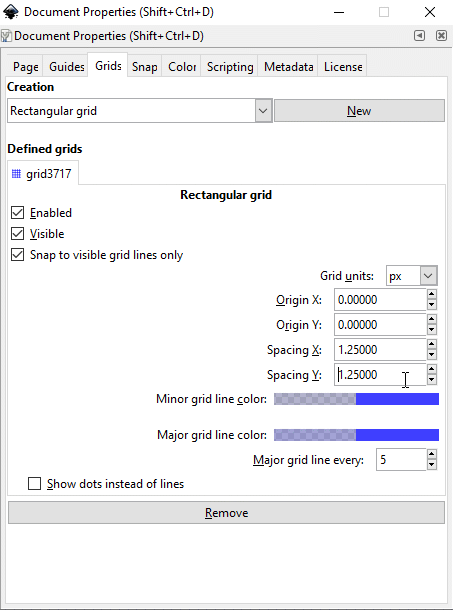 Document Properties (Shift+Ctrl+D)
Document Properties (Shift+Ctrl+D)
Page Guides Grids Snap Color Scripting Metadata License
Creation
Rectangular grid New
Defined grids
grid3717
Rectangular grid
Enabled
Visible
Snap to visible grid lines only
Grid units: px
Origin X: 0.00000
Origin Y: 0.00000
Spacing X: 1.25000
Spacing Y: 1.25000
Minor grid line color:
Major grid line color:
Major grid line every: 5
Show dots instead of lines
Remove